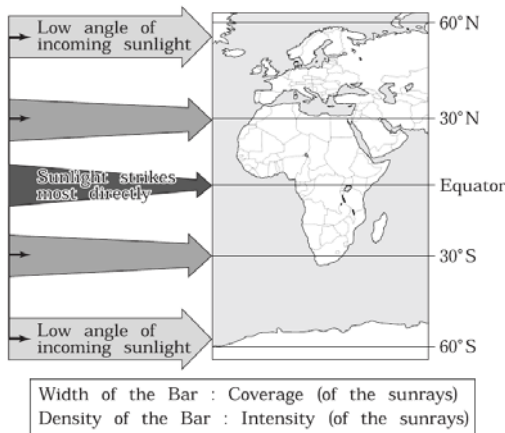 Low angle of
incoming sunlight
60°N
30°N
Sunlight strikes
most directly
Equator
30°S
Low angle of
incoming sunlight
60°S
Width of the Bar : Coverage (of the sunrays)
Density of the Bar : Intensity (of the sunrays)